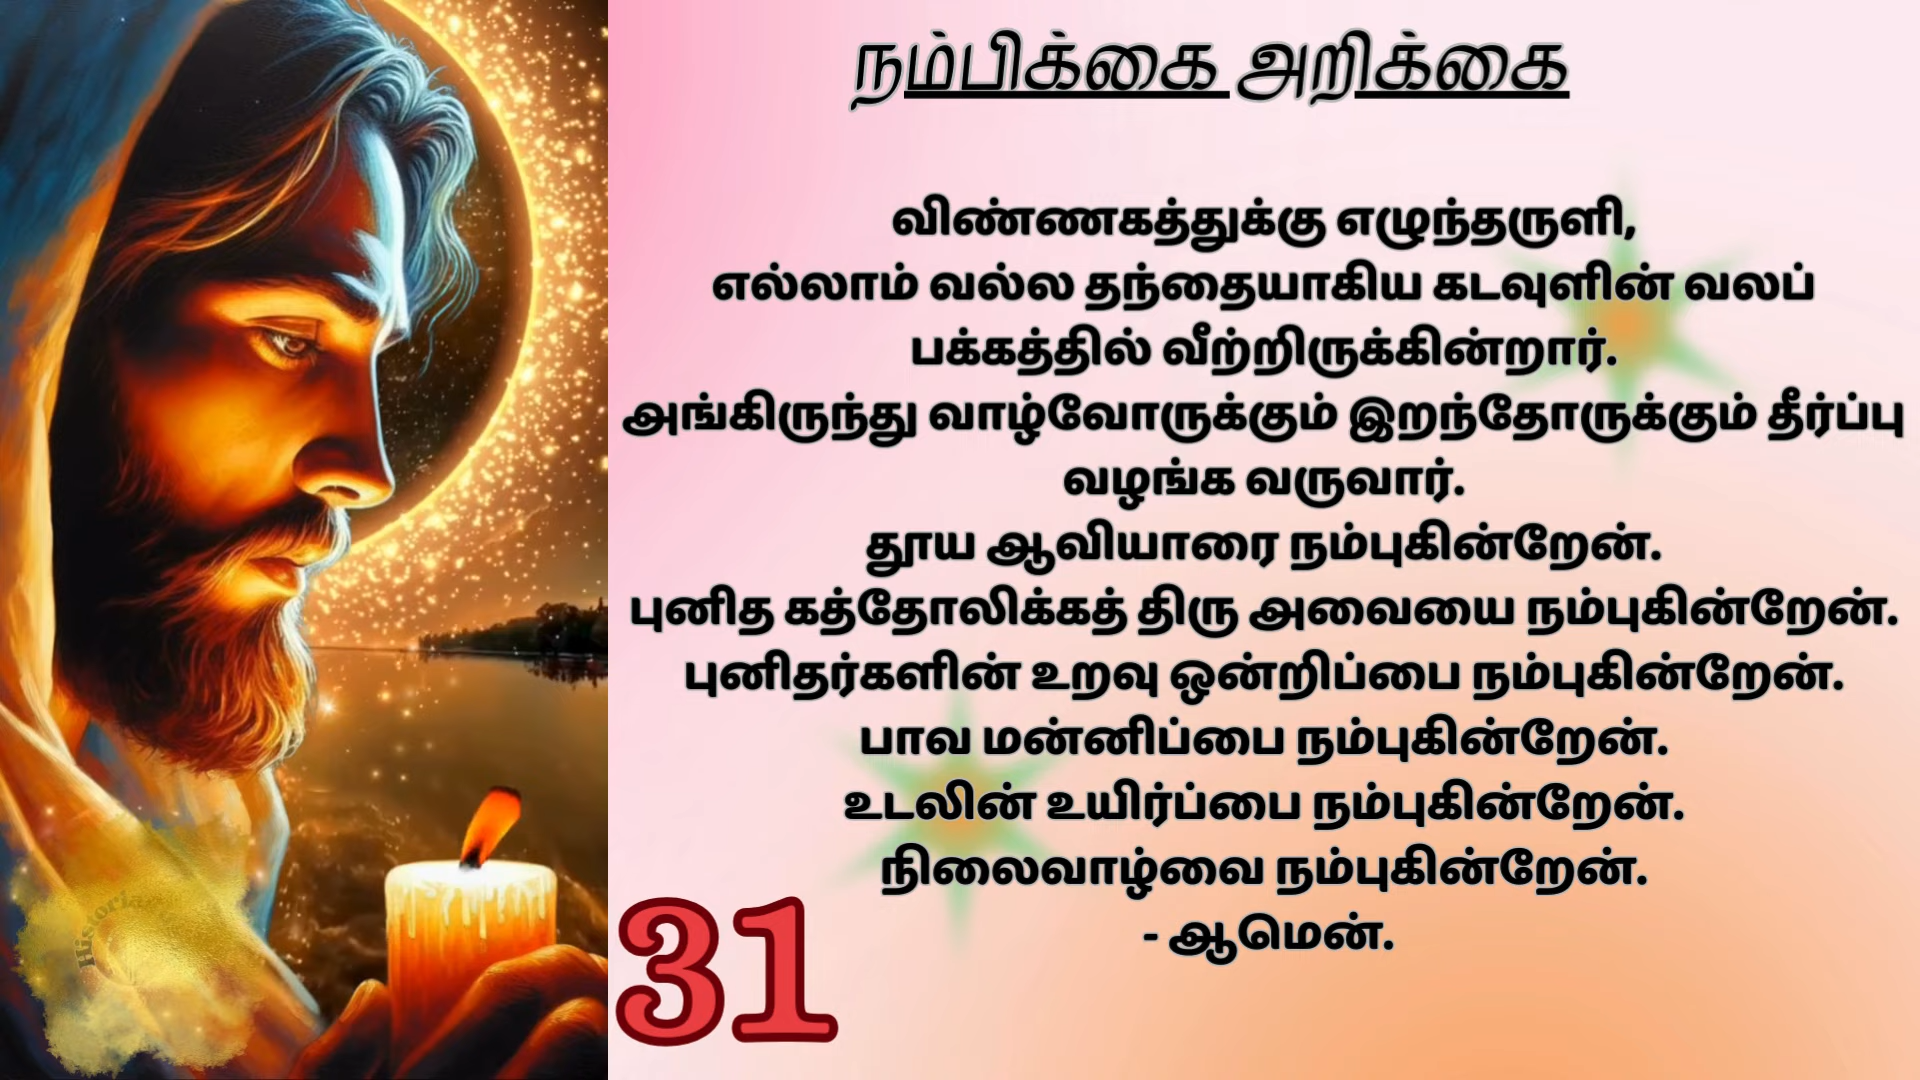 நம்பிக்கை அறிக்கை
விண்ணகத்துக்கு எழுந்தருளி,
எல்லாம் வல்ல தந்தையாகிய கடவுளின் வலப்
பக்கத்தில் வீற்றிருக்கின்றார்.
அங்கிருந்து வாழ்வோருக்கும் இறந்தோருக்கும் தீர்ப்பு
வழங்க வருவார்.
தூய ஆவியாரை நம்புகின்றேன்.
புனித கத்தோலிக்கத் திரு அவையை நம்புகின்றேன்.
புனிதர்களின் உறவு ஒன்றிப்பை நம்புகின்றேன்.
பாவ மன்னிப்பை நம்புகின்றேன்.
உடலின் உயிர்ப்பை நம்புகின்றேன்.
நிலைவாழ்வை நம்புகின்றேன்.
- ஆமென்.
31